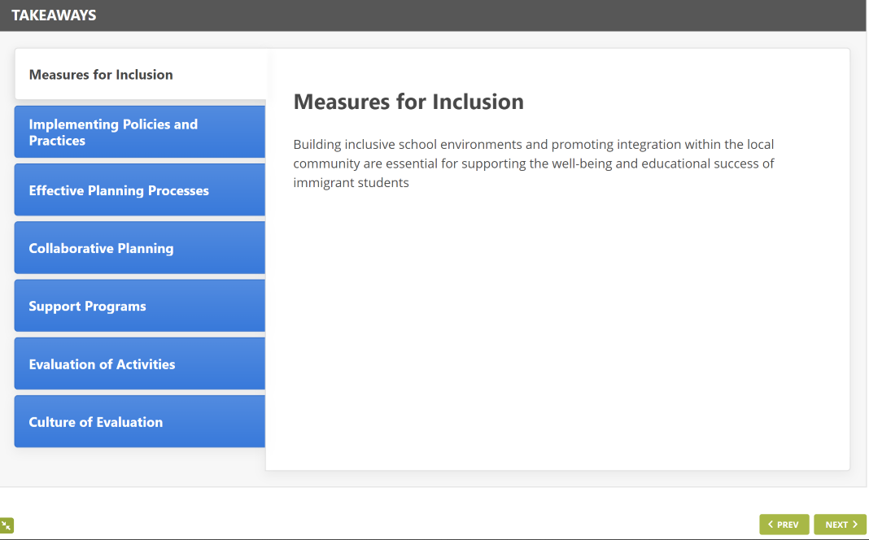 TAKEAWAYS
Measures for Inclusion
Implementing Policies and
Practices
Effective Planning Processes
Collaborative Planning
Support Programs
Evaluation of Activities
Culture of Evaluation
Measures for Inclusion
Building inclusive school environments and promoting integration within the local
community are essential for supporting the well-being and educational success of
immigrant students
PREV
NEXT